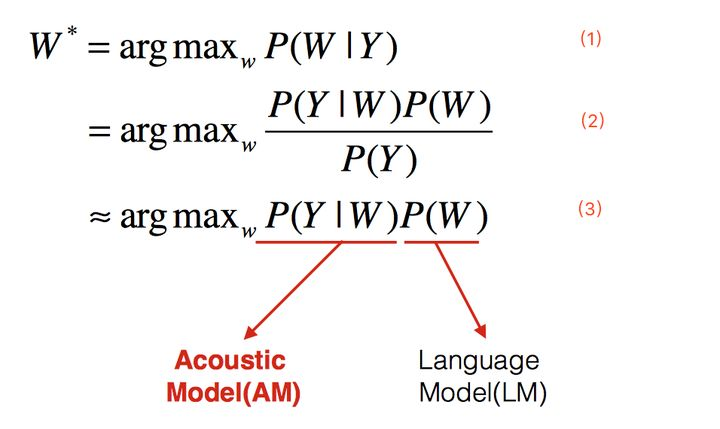 W* = arg max_w P(W | Y) (1)
= arg max_w P(Y | W)P(W) / P(Y) (2)
≈ arg max_w P(Y | W)P(W) (3)
Acoustic Language
Model(AM) Model(LM)